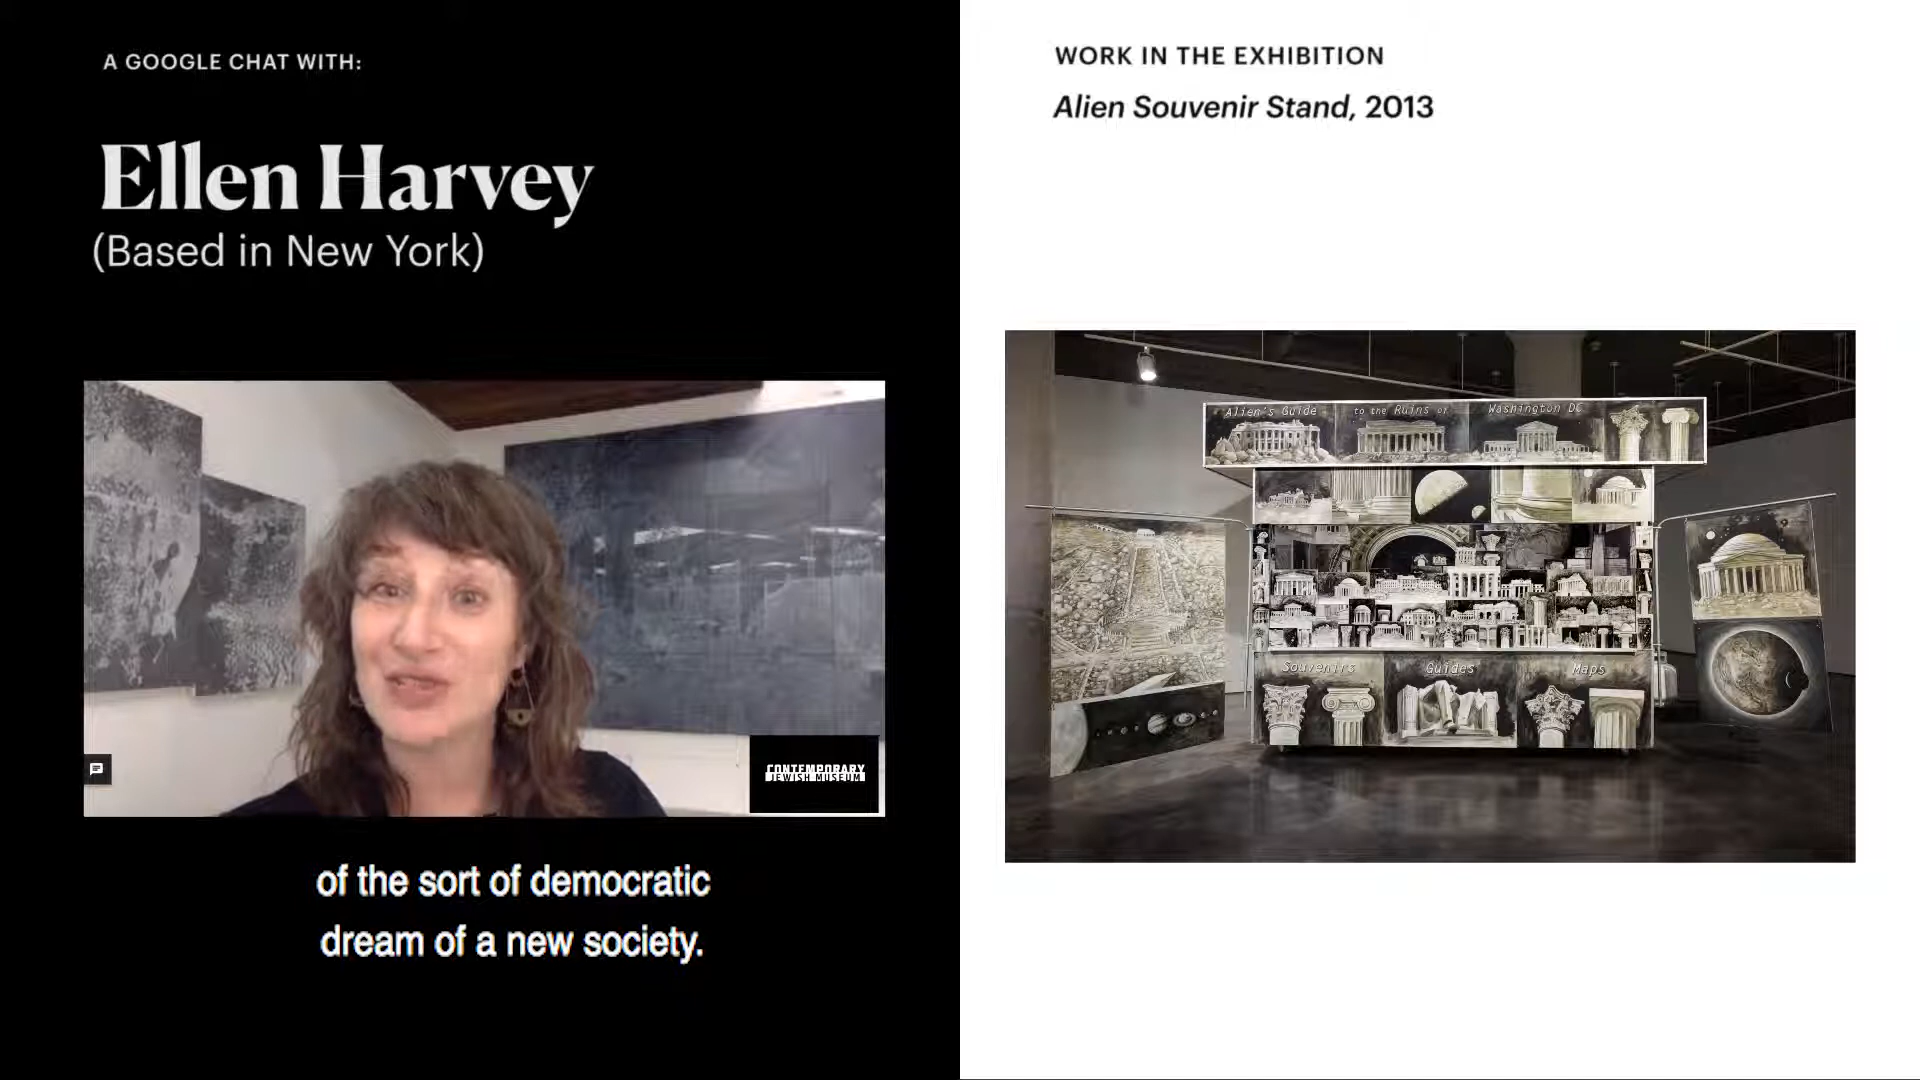 A GOOGLE CHAT WITH:
Ellen Harvey
(Based in New York)
CONTEMPORARY
JEWISH MUSEUM
of the sort of democratic
dream of a new society.
WORK IN THE EXHIBITION
Alien Souvenir Stand, 2013
Alien's Guide to the Ruins of Washington DC
Souvenirs Guides Maps